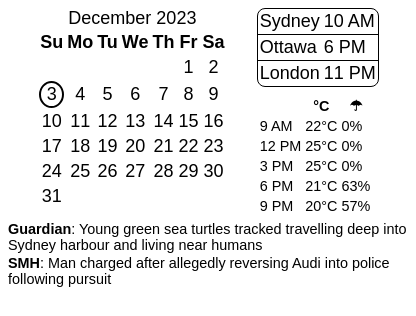 December 2023
Su Mo Tu We Th Fr Sa
1 2
3 4 5 6 7 8 9
10 11 12 13 14 15 16
17 18 19 20 21 22 23
24 25 26 27 28 29 30
31
Sydney 10 AM
Ottawa 6 PM
London 11 PM
°C ☂
9 AM 22°C 0%
12 PM 25°C 0%
3 PM 25°C 0%
6 PM 21°C 63%
9 PM 20°C 57%
Guardian: Young green sea turtles tracked travelling deep into
Sydney harbour and living near humans
SMH: Man charged after allegedly reversing Audi into police
following pursuit